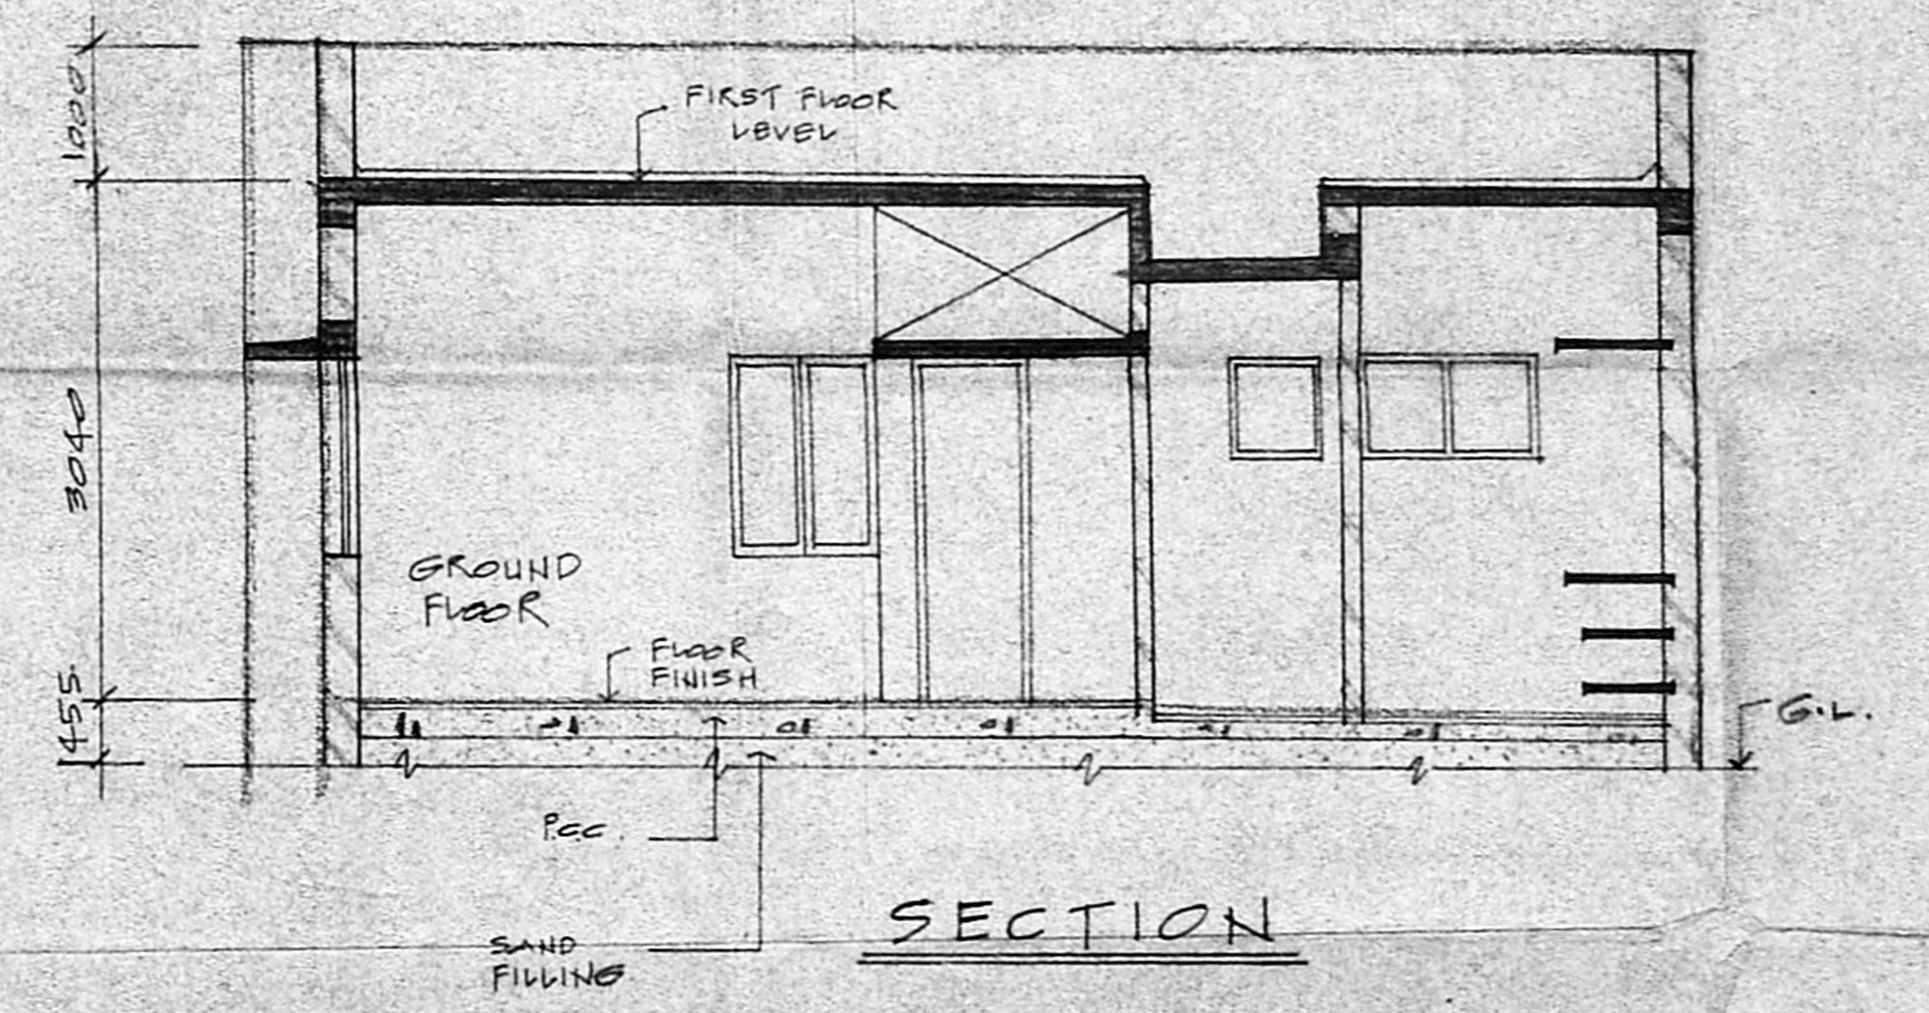 1000
FIRST FLOOR
LEVEL
3040
GROUND
FLOOR
FLOOR
FINISH
455
G.L.
P.C.C.
SECTION
SAND
FILLING